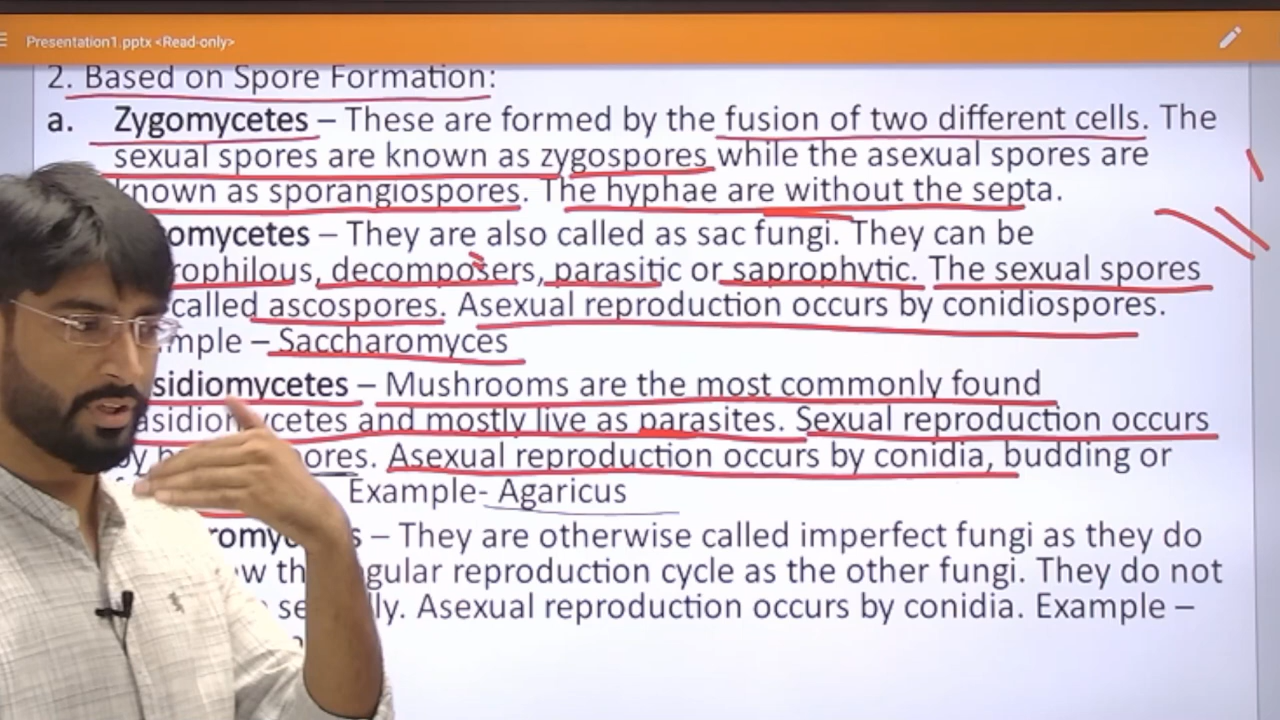 Presentation1.pptx <Read-only>
2. Based on Spore Formation:
a. Zygomycetes – These are formed by the fusion of two different cells. The
sexual spores are known as zygospores while the asexual spores are
known as sporangiospores. The hyphae are without the septa.
omycetes – They are also called as sac fungi. They can be
rophilous, decomposers, parasitic or saprophytic. The sexual spores
called ascospores. Asexual reproduction occurs by conidiospores.
mple – Saccharomyces
sidiomycetes – Mushrooms are the most commonly found
asidiomycetes and mostly live as parasites. Sexual reproduction occurs
by b ores. Asexual reproduction occurs by conidia, budding or
Example- Agaricus
romyc s – They are otherwise called imperfect fungi as they do
w th gular reproduction cycle as the other fungi. They do not
se lly. Asexual reproduction occurs by conidia. Example –